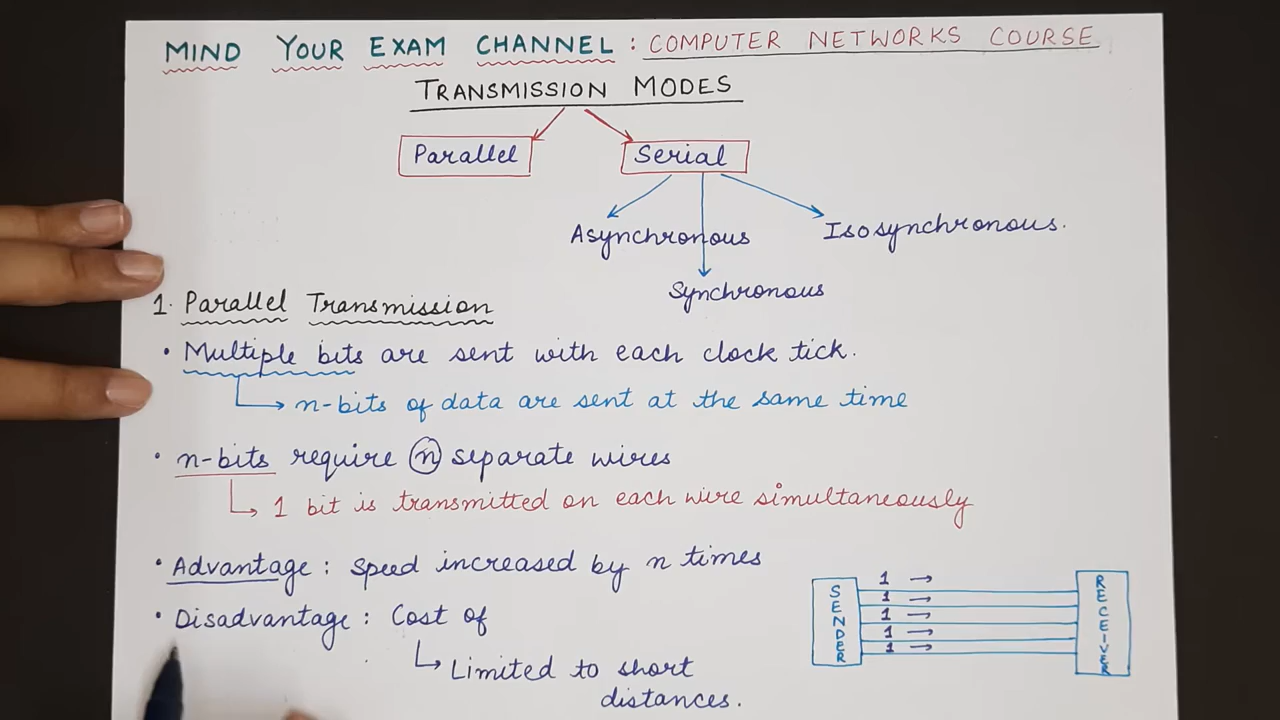 MIND YOUR EXAM CHANNEL : COMPUTER NETWORKS COURSE
TRANSMISSION MODES
Parallel Serial
Asynchronous Isosynchronous.
Synchronous
1. Parallel Transmission
• Multiple bits are sent with each clock tick.
→ n-bits of data are sent at the same time
• n-bits require n separate wires
→ 1 bit is transmitted on each wire simultaneously
• Advantage : Speed increased by n times
• Disadvantage : Cost of
→ Limited to short
distances.
SENDER
1 →
1 →
1 →
1 →
1 →
RECEIVER